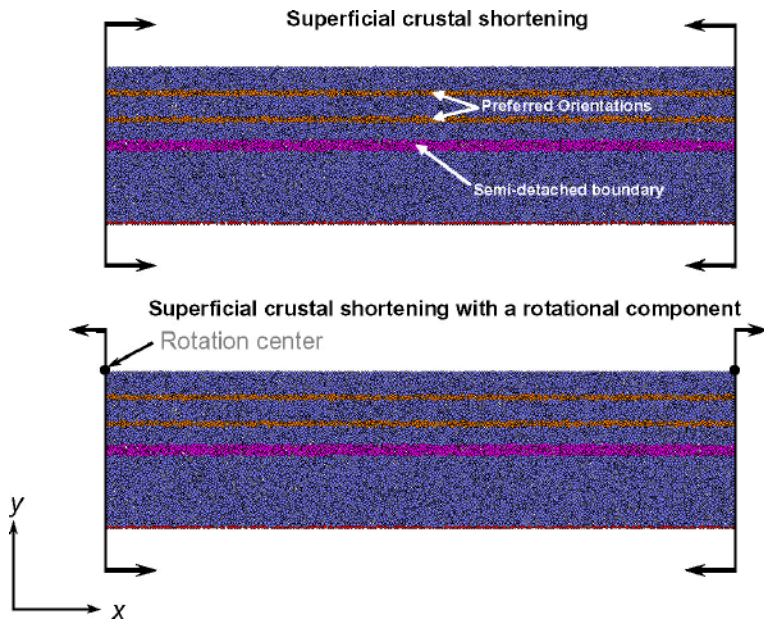 Superficial crustal shortening
Preferred Orientations
Semi-detached boundary
Superficial crustal shortening with a rotational component
Rotation center
y
x